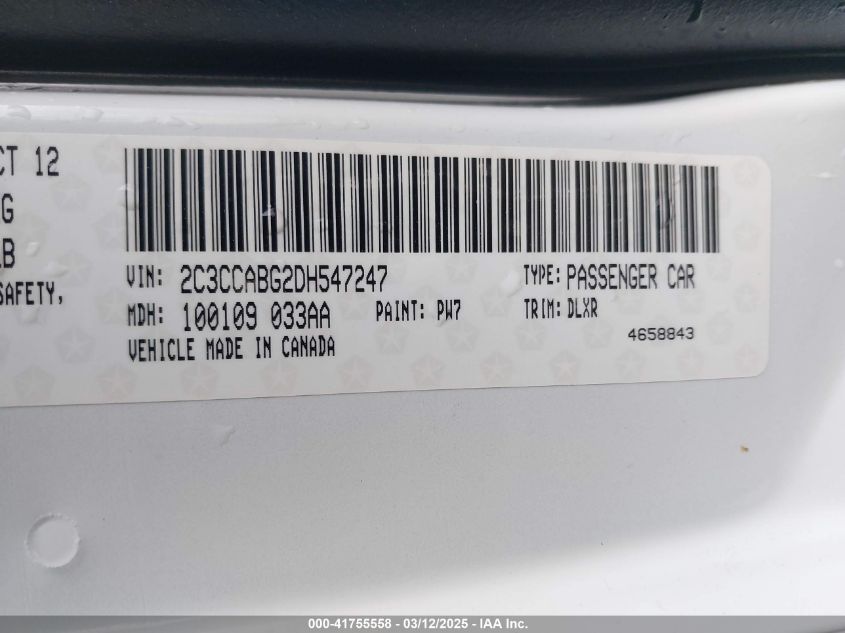 CT 12
G
LB
SAFETY,
VIN: 2C3CCABG2DH547247 TYPE: PASSENGER CAR
MDH: 100109 033AA PAINT: PW7 TRIM: DLXR
VEHICLE MADE IN CANADA 4658843
000-41755558 - 03/12/2025 - IAA Inc.